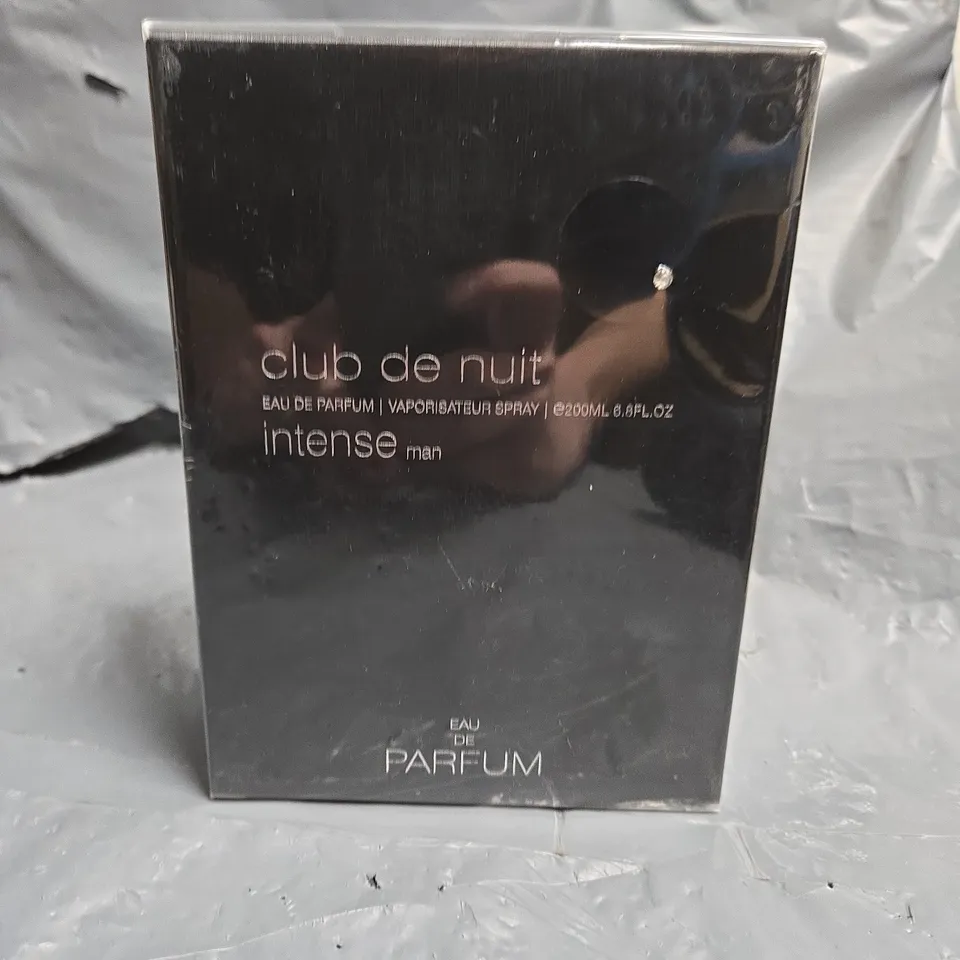 club de nuit
EAU DE PARFUM | VAPORISATEUR SPRAY | ℮200ML 6.8FL.OZ
intense man
EAU
DE
PARFUM